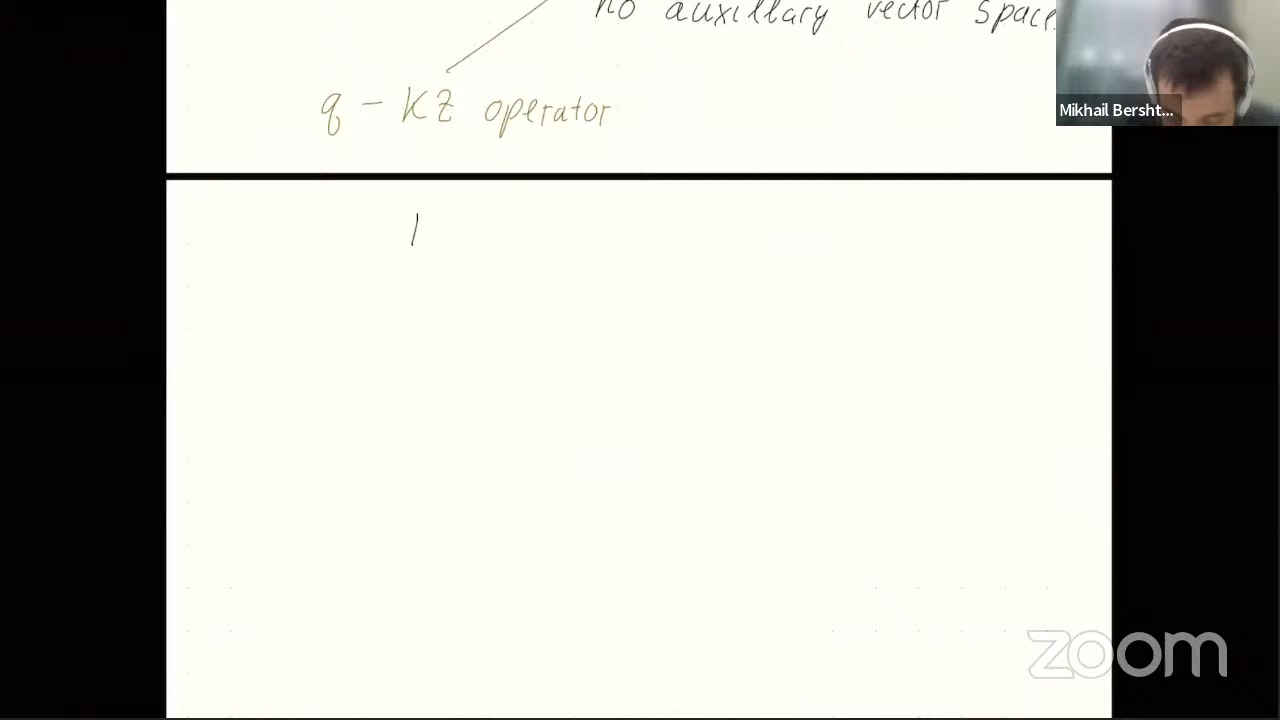 no auxillary vector space
q - KZ operator
Mikhail Bersht...
zoom